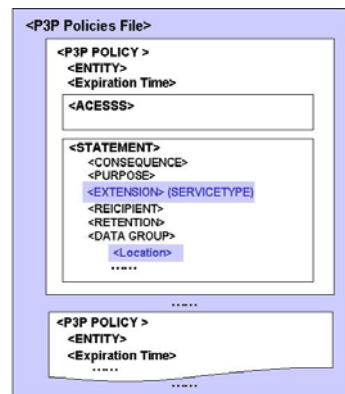 <P3P Policies File>
<P3P POLICY >
<ENTITY>
<Expiration Time>
<ACESSS>
<STATEMENT>
<CONSEQUENCE>
<PURPOSE>
<EXTENSION> (SERVICETYPE)
<REICIPIENT>
<RETENTION>
<DATA GROUP>
<Location>
......
......
<P3P POLICY >
<ENTITY>
<Expiration Time>
......
......